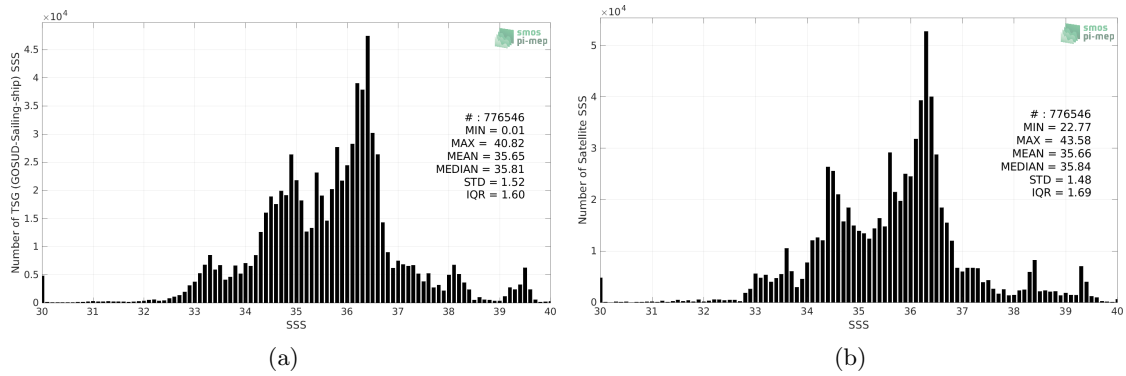 ×10⁴
4.5
4
3.5
3
2.5
2
1.5
1
0.5
0
Number of TSG (GOSUD-Sailing-ship) SSS
smos
pi-mep
# : 776546
MIN = 0.01
MAX = 40.82
MEAN = 35.65
MEDIAN = 35.81
STD = 1.52
IQR = 1.60
30 31 32 33 34 35 36 37 38 39 40
SSS
(a)
×10⁴
5
4
3
2
1
0
Number of Satellite SSS
smos
pi-mep
# : 776546
MIN = 22.77
MAX = 43.58
MEAN = 35.66
MEDIAN = 35.84
STD = 1.48
IQR = 1.69
30 31 32 33 34 35 36 37 38 39 40
SSS
(b)